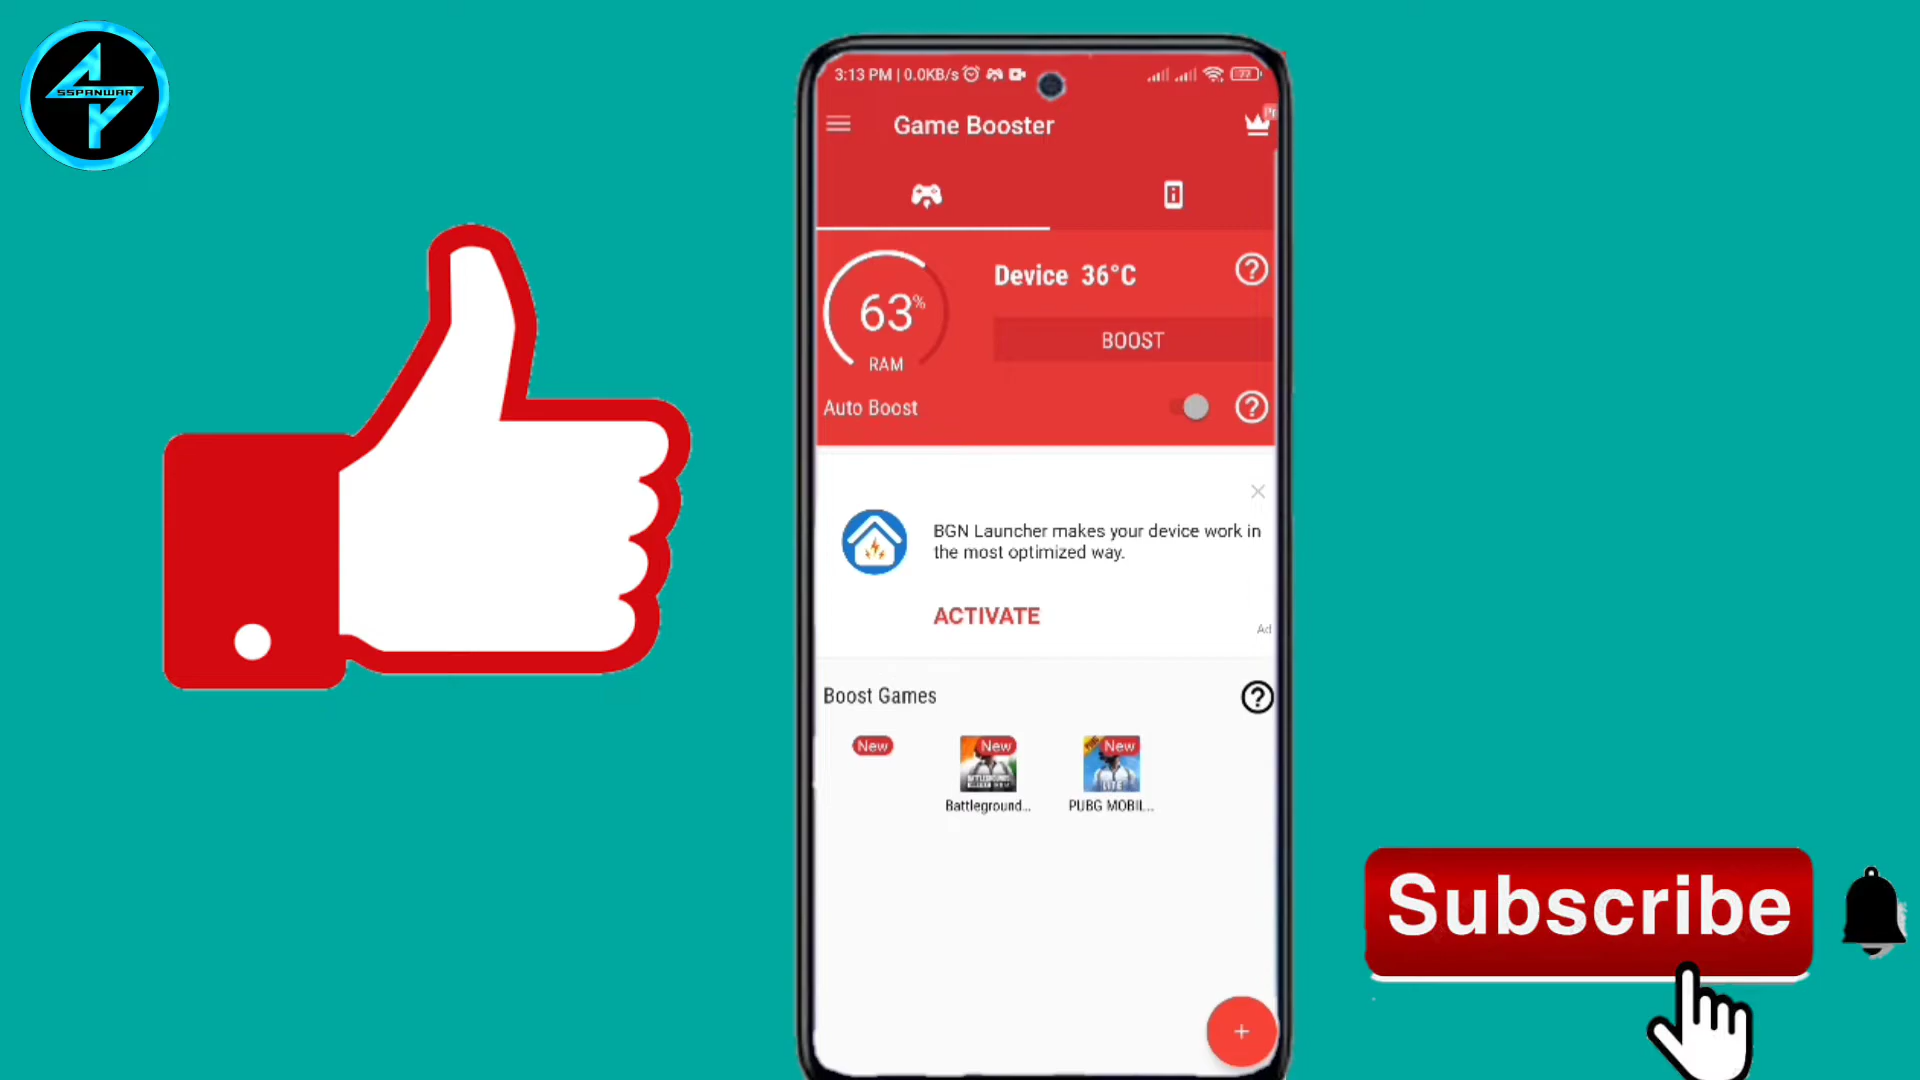 SSPANWAR
3:13 PM | 0.0KB/s
77
Game Booster
63%
RAM
Device 36°C
BOOST
Auto Boost
BGN Launcher makes your device work in
the most optimized way.
ACTIVATE
Ad
Boost Games
New
New
New
Battleground...
PUBG MOBIL...
Subscribe